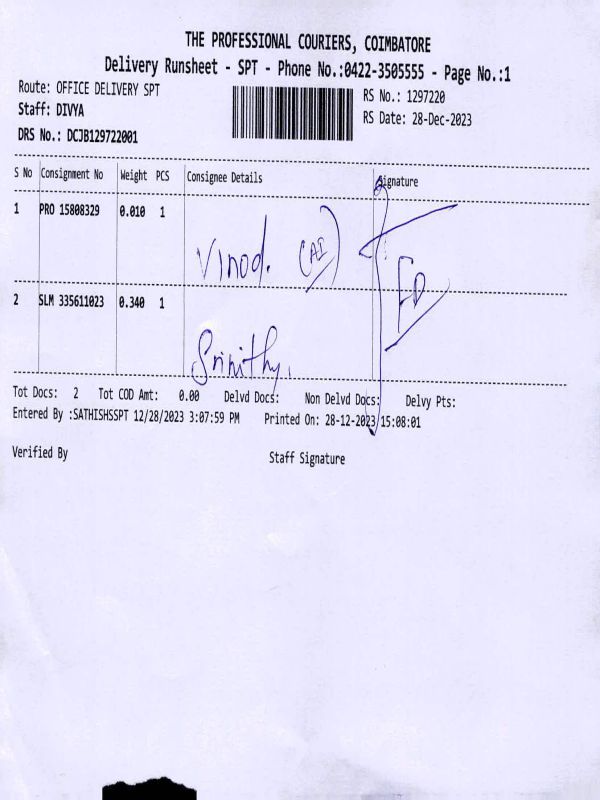 THE PROFESSIONAL COURIERS, COIMBATORE
Delivery Runsheet - SPT - Phone No.:0422-3505555 - Page No.:1
Route: OFFICE DELIVERY SPT RS No.: 1297220
Staff: DIVYA RS Date: 28-Dec-2023
DRS No.: DCJB129722001
S No Consignment No Weight PCS Consignee Details Signature
1 PRO 15808329 0.010 1
Vinod. (AI)
FD
2 SLM 335611023 0.340 1
Srinithy.
Tot Docs: 2 Tot COD Amt: 0.00 Delvd Docs: Non Delvd Docs: Delvy Pts:
Entered By :SATHISHSSPT 12/28/2023 3:07:59 PM Printed On: 28-12-2023 15:08:01
Verified By Staff Signature